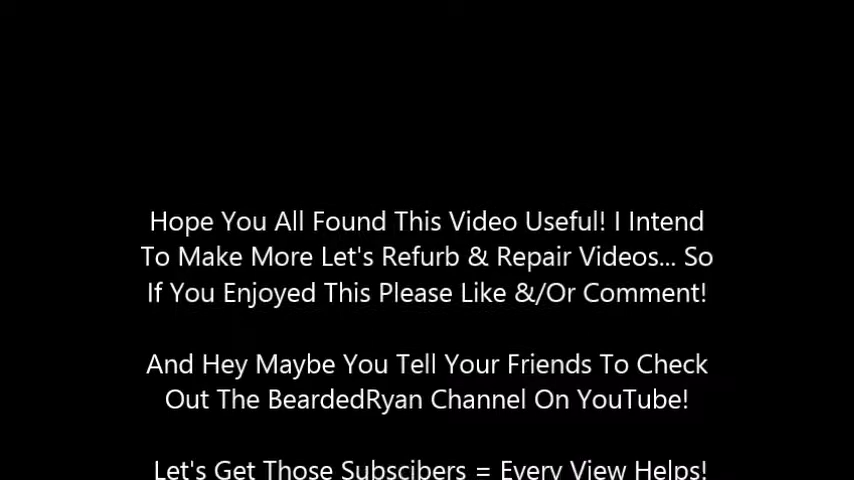 Hope You All Found This Video Useful! I Intend
To Make More Let's Refurb & Repair Videos... So
If You Enjoyed This Please Like &/Or Comment!
And Hey Maybe You Tell Your Friends To Check
Out The BeardedRyan Channel On YouTube!
Let's Get Those Subscibers = Every View Helps!